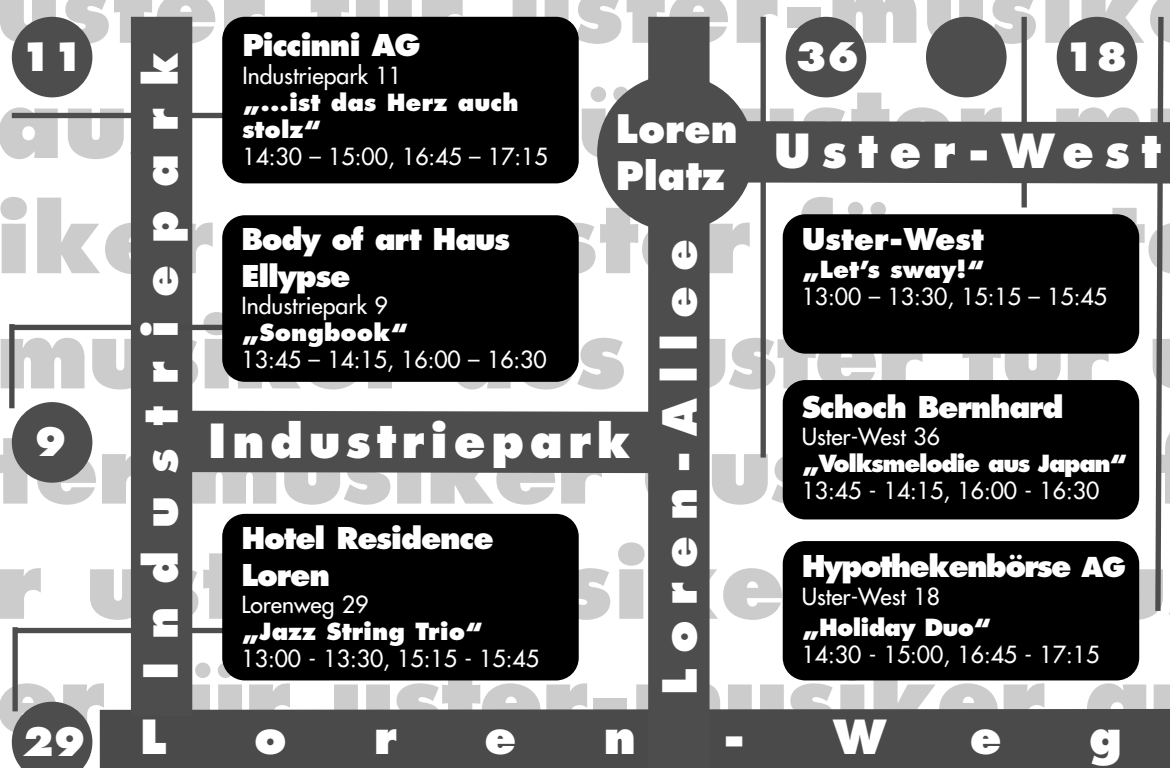 uster für uster-musiker
11
Piccinni AG
Industriepark 11
„...ist das Herz auch
stolz“
14:30 – 15:00, 16:45 – 17:15
Industriepark
Body of art Haus
Ellypse
Industriepark 9
„Songbook“
13:45 – 14:15, 16:00 – 16:30
9
Industriepark
Hotel Residence
Loren
Lorenweg 29
„Jazz String Trio“
13:00 - 13:30, 15:15 - 15:45
29
Loren
Platz
Loren-Allee
36
18
Uster-West
Uster-West
„Let’s sway!“
13:00 – 13:30, 15:15 – 15:45
Schoch Bernhard
Uster-West 36
„Volksmelodie aus Japan“
13:45 - 14:15, 16:00 - 16:30
Hypothekenbörse AG
Uster-West 18
„Holiday Duo“
14:30 - 15:00, 16:45 - 17:15
Loren-Weg